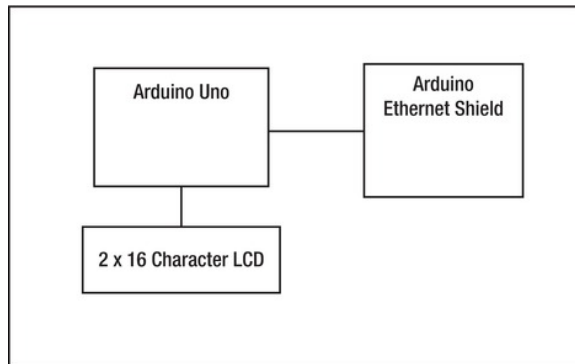 Arduino Uno
Arduino
Ethernet Shield
2 x 16 Character LCD